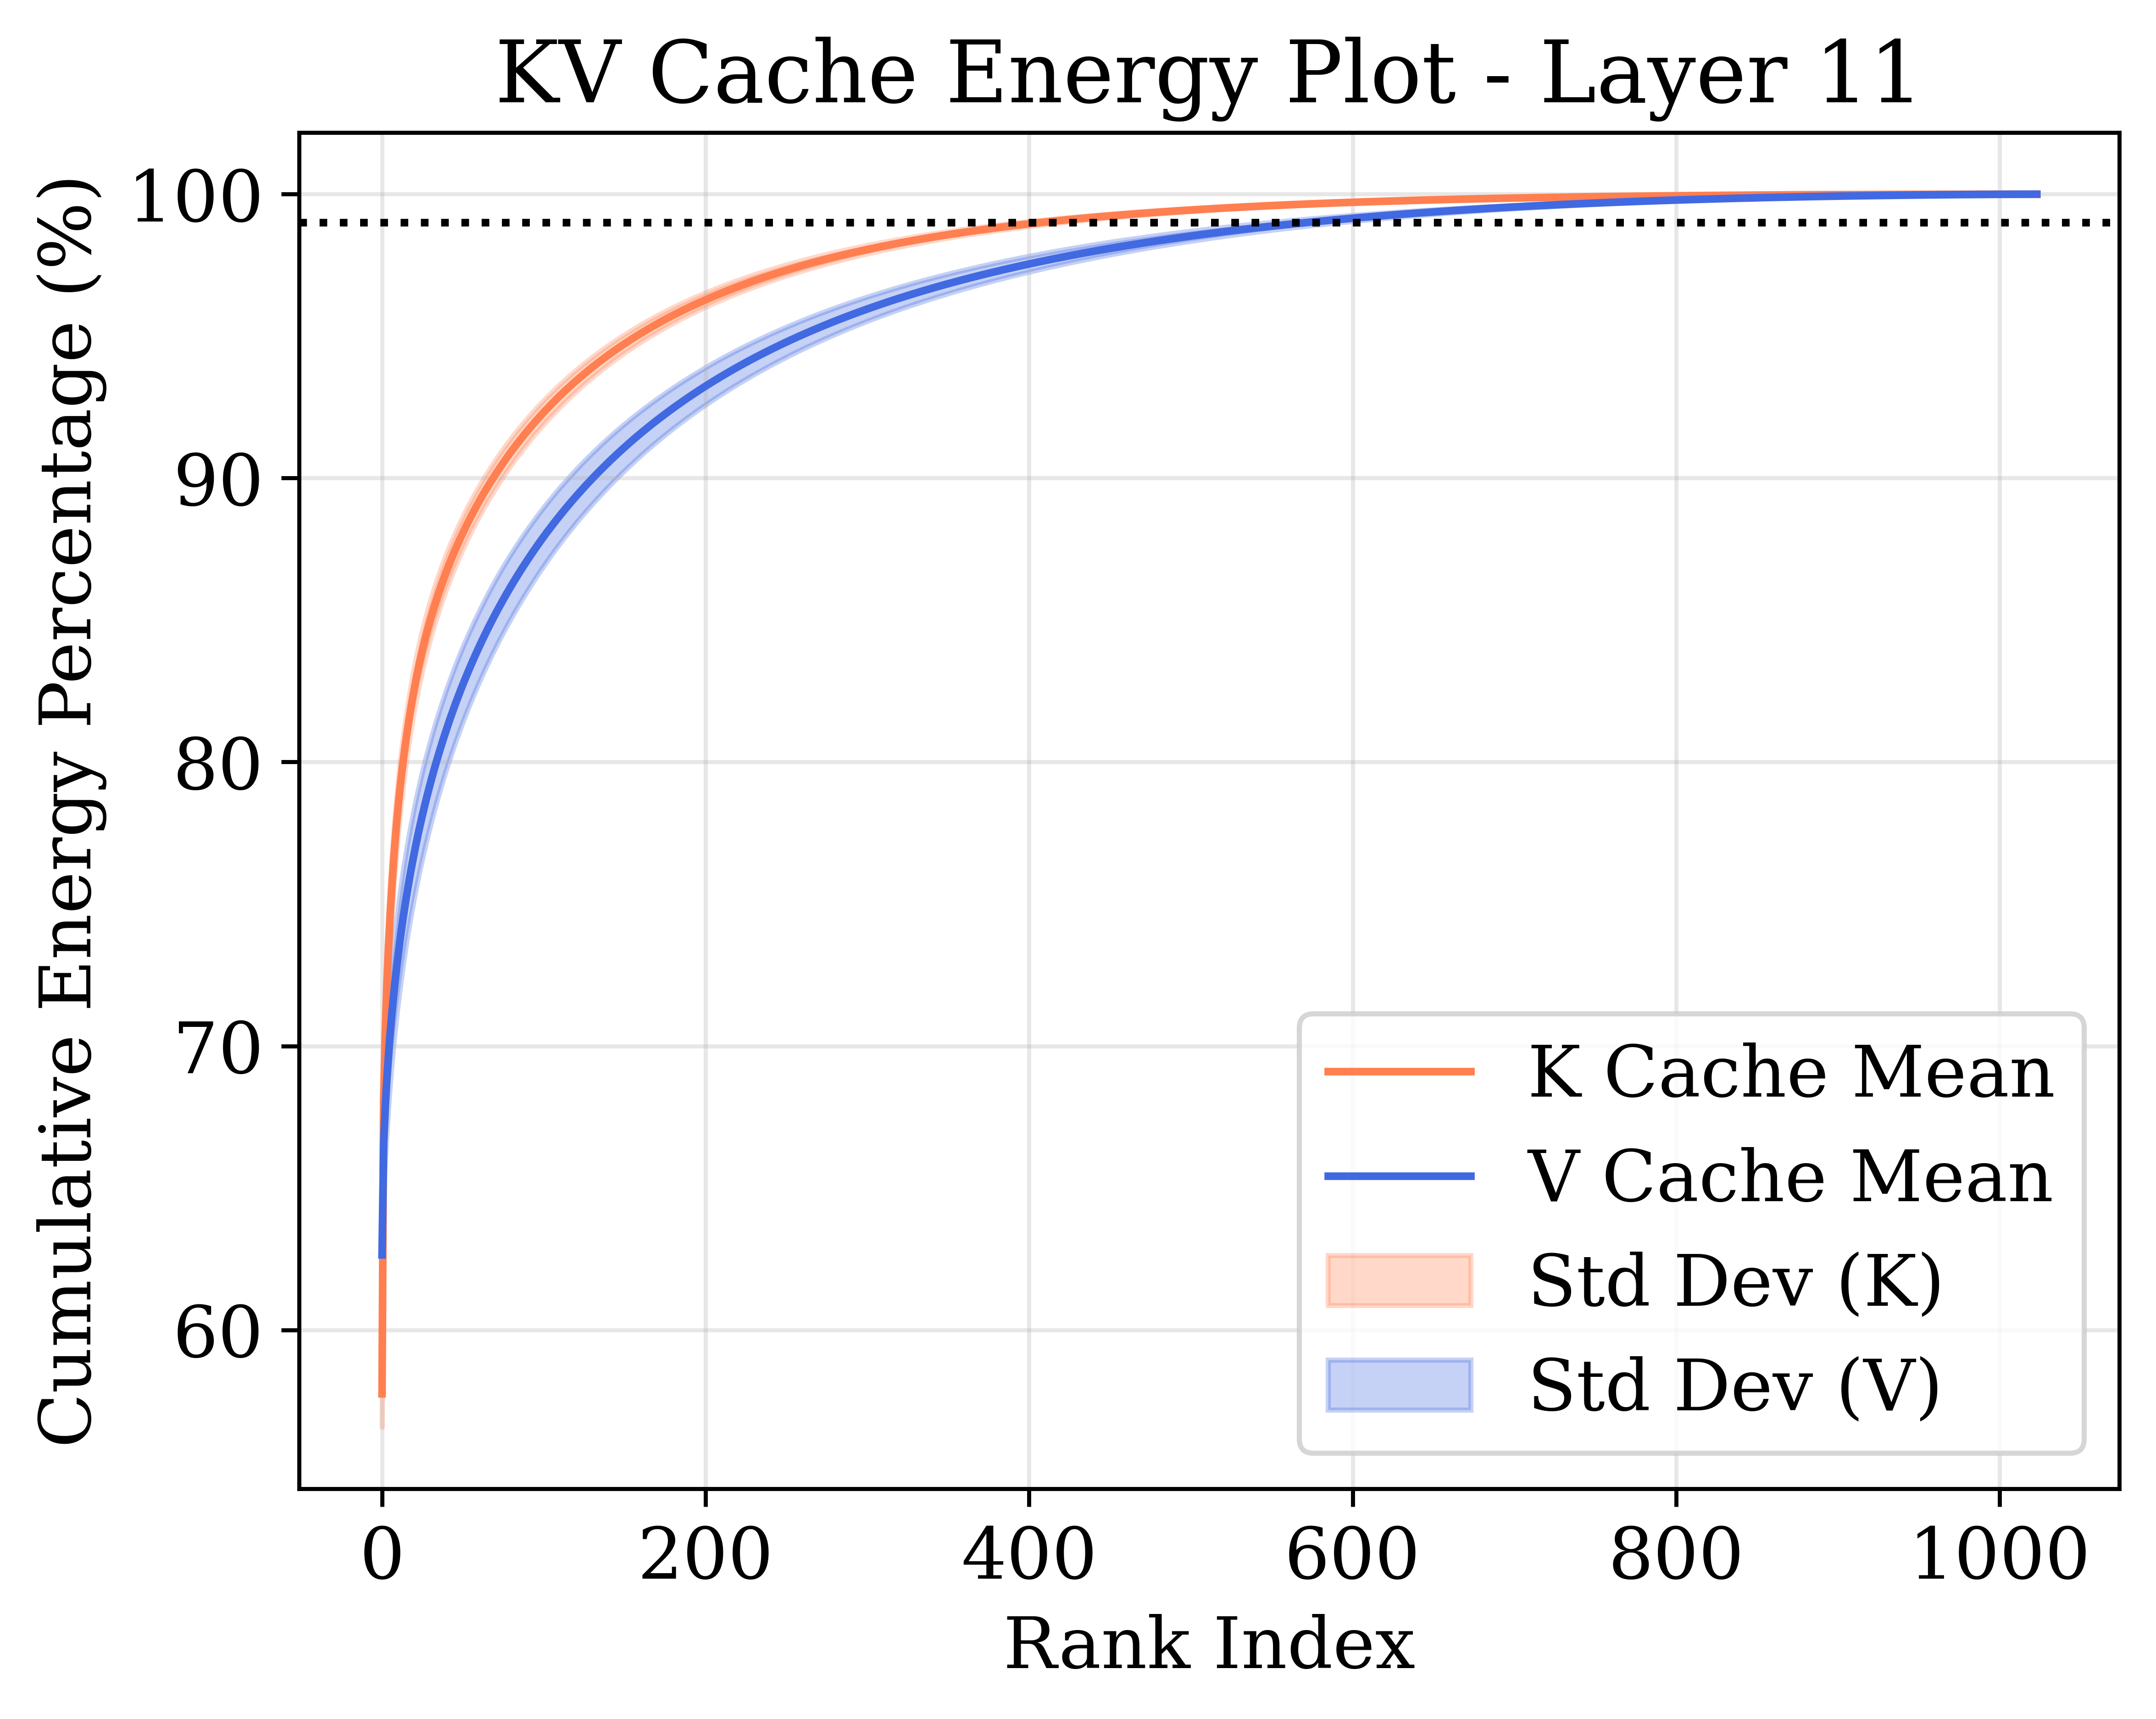 KV Cache Energy Plot - Layer 11
Cumulative Energy Percentage (%)
100
90
80
70
60
K Cache Mean
V Cache Mean
Std Dev (K)
Std Dev (V)
0 200 400 600 800 1000
Rank Index